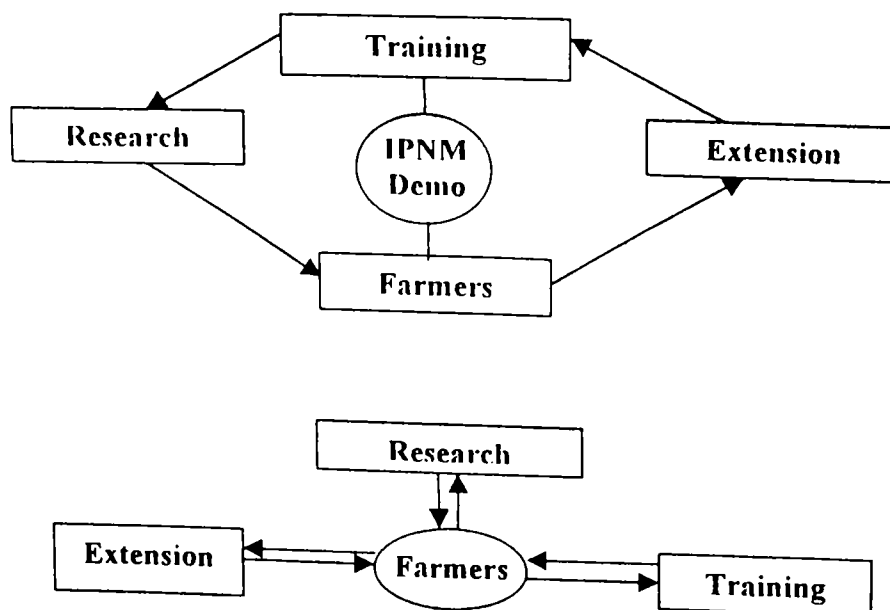 Training
Research
IPNM
Demo
Extension
Farmers
Research
Extension
Farmers
Training